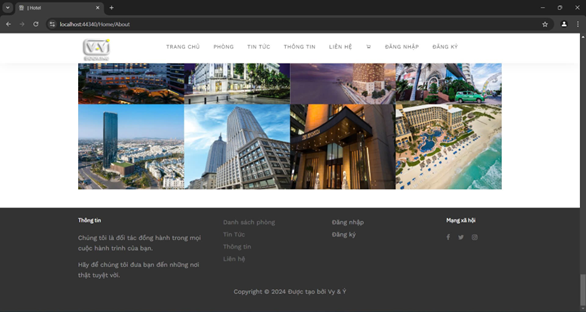 | Hotel
localhost:44340/Home/About
V&Y
TRANG CHỦ PHÒNG TIN TỨC THÔNG TIN LIÊN HỆ ĐĂNG NHẬP ĐĂNG KÝ
Thông tin
Chúng tôi là đối tác đồng hành trong mọi
cuộc hành trình của bạn.
Hãy để chúng tôi đưa bạn đến những nơi
thật tuyệt vời.
Danh sách phòng
Tin Tức
Thông tin
Liên hệ
Đăng nhập
Đăng ký
Mạng xã hội
Copyright © 2024 Được tạo bởi Vy & Ý